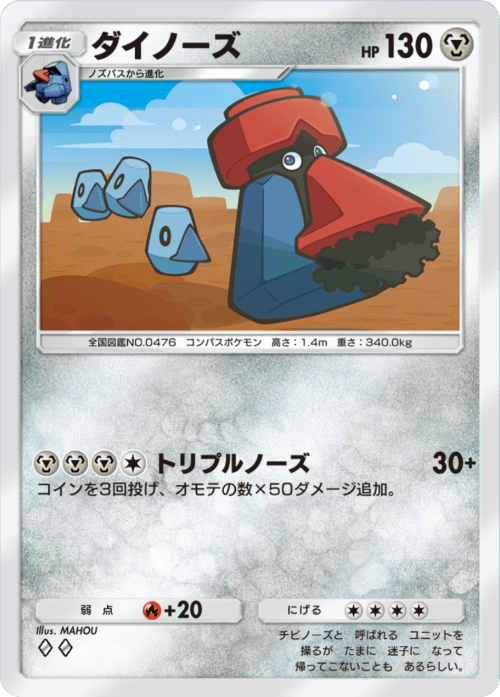 1進化 ダイノーズ HP 130
ノズパスから進化
全国図鑑NO.0476 コンパスポケモン 高さ：1.4m 重さ：340.0kg
トリプルノーズ 30+
コインを3回投げ、オモテの数×50ダメージ追加。
弱点 +20 にげる
Illus. MAHOU
チビノーズと 呼ばれる ユニットを
操るが たまに 迷子に なって
帰ってこないことも あるらしい。